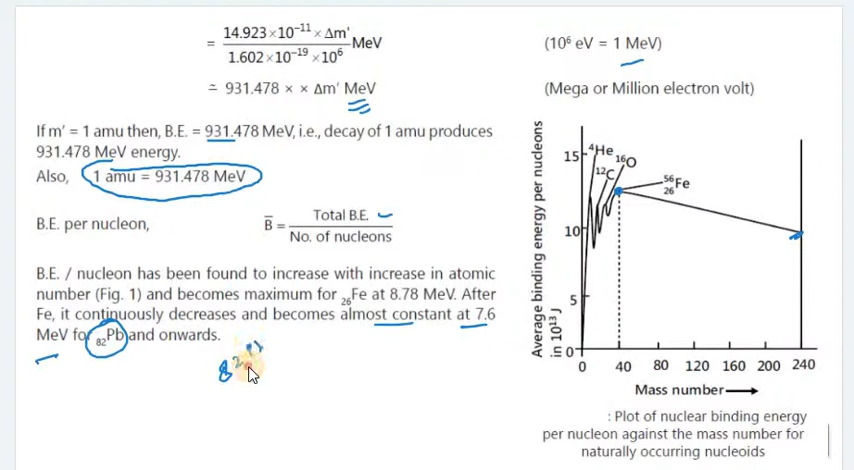 = 14.923×10⁻¹¹ × Δm' / 1.602×10⁻¹⁹ ×10⁶ MeV
= 931.478 × × Δm' MeV
If m' = 1 amu then, B.E. = 931.478 MeV, i.e., decay of 1 amu produces
931.478 MeV energy.
Also, 1 amu = 931.478 MeV
B.E. per nucleon, B̅ = Total B.E. / No. of nucleons
B.E. / nucleon has been found to increase with increase in atomic
number (Fig. 1) and becomes maximum for ₂₆Fe at 8.78 MeV. After
Fe, it continuously decreases and becomes almost constant at 7.6
MeV for ₈₂Pb and onwards.
82
(10⁶ eV = 1 MeV)
(Mega or Million electron volt)
Average binding energy per nucleons
.in 10¹³ J
15
10
5
0
⁴He
¹⁶O
¹²C
⁵⁶₂₆Fe
0 40 80 120 160 200 240
Mass number
: Plot of nuclear binding energy
per nucleon against the mass number for
naturally occurring nucleoids